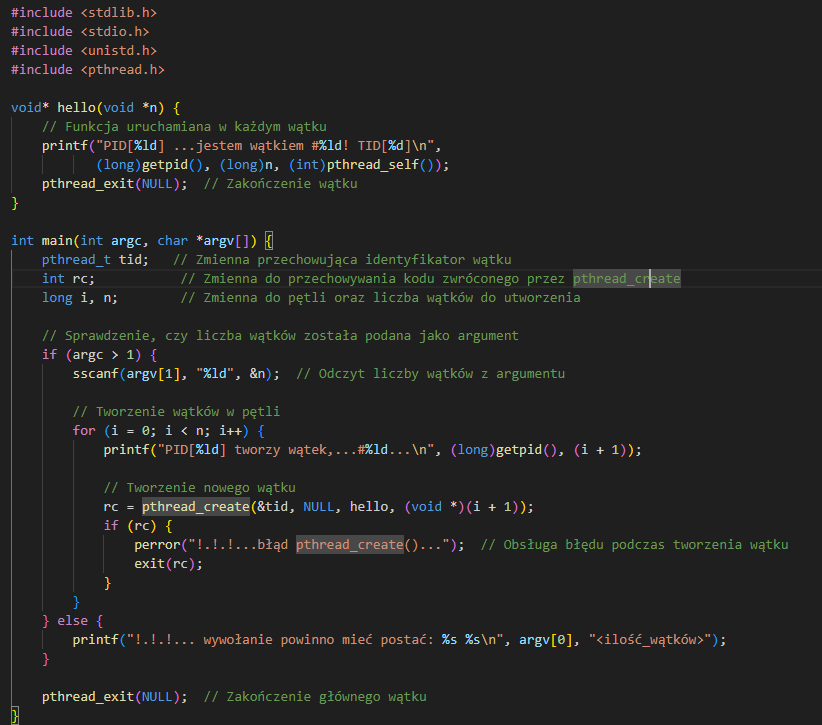 #include <stdlib.h>
#include <stdio.h>
#include <unistd.h>
#include <pthread.h>

void* hello(void *n) {
    // Funkcja uruchamiana w każdym wątku
    printf("PID[%ld] ...jestem wątkiem #%ld! TID[%d]\n",
           (long)getpid(), (long)n, (int)pthread_self());
    pthread_exit(NULL);  // Zakończenie wątku
}

int main(int argc, char *argv[]) {
    pthread_t tid;   // Zmienna przechowująca identyfikator wątku
    int rc;           // Zmienna do przechowywania kodu zwróconego przez pthread_create
    long i, n;        // Zmienna do pętli oraz liczba wątków do utworzenia

    // Sprawdzenie, czy liczba wątków została podana jako argument
    if (argc > 1) {
        sscanf(argv[1], "%ld", &n);  // Odczyt liczby wątków z argumentu

        // Tworzenie wątków w pętli
        for (i = 0; i < n; i++) {
            printf("PID[%ld] tworzy wątek,...#%ld...\n", (long)getpid(), (i + 1));

            // Tworzenie nowego wątku
            rc = pthread_create(&tid, NULL, hello, (void *)(i + 1));
            if (rc) {
                perror("!.!.!...błąd pthread_create()...");  // Obsługa błędu podczas tworzenia wątku
                exit(rc);
            }
        }
    } else {
        printf("!.!.!... wywołanie powinno mieć postać: %s %s\n", argv[0], "<ilość_wątków>");
    }

    pthread_exit(NULL);  // Zakończenie głównego wątku
}